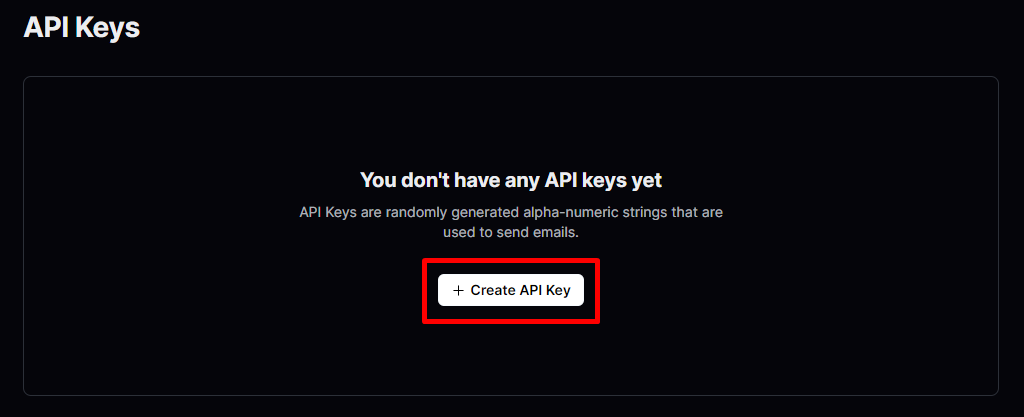 API Keys
You don't have any API keys yet
API Keys are randomly generated alpha-numeric strings that are
used to send emails.
+ Create API Key